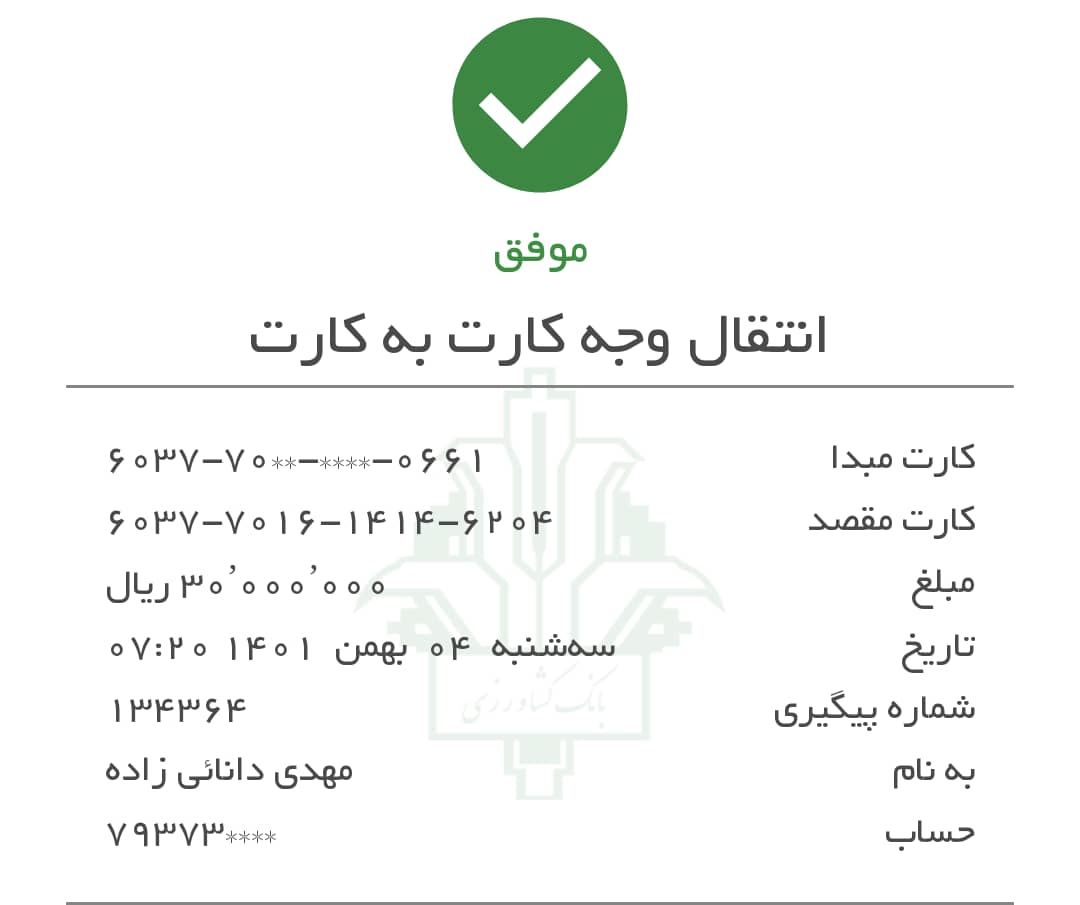 موفق
انتقال وجه کارت به کارت
کارت مبدا ۶۰۳۷-۷۰**-****-۰۶۶۱
کارت مقصد ۶۰۳۷-۷۰۱۶-۱۴۱۴-۶۲۰۴
مبلغ ۳۰٬۰۰۰٬۰۰۰ ریال
تاریخ سه‌شنبه ۰۴ بهمن ۱۴۰۱ ۰۷:۲۰
شماره پیگیری ۱۳۴۳۶۴
به نام مهدی دانائی زاده
حساب ۷۹۳۷۳****
بانک کشاورزی